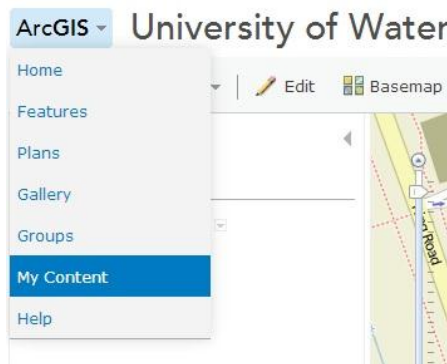 ArcGIS University of Water
Home
Edit Basemap
Features
Plans
Gallery
Groups
My Content
Help
Road